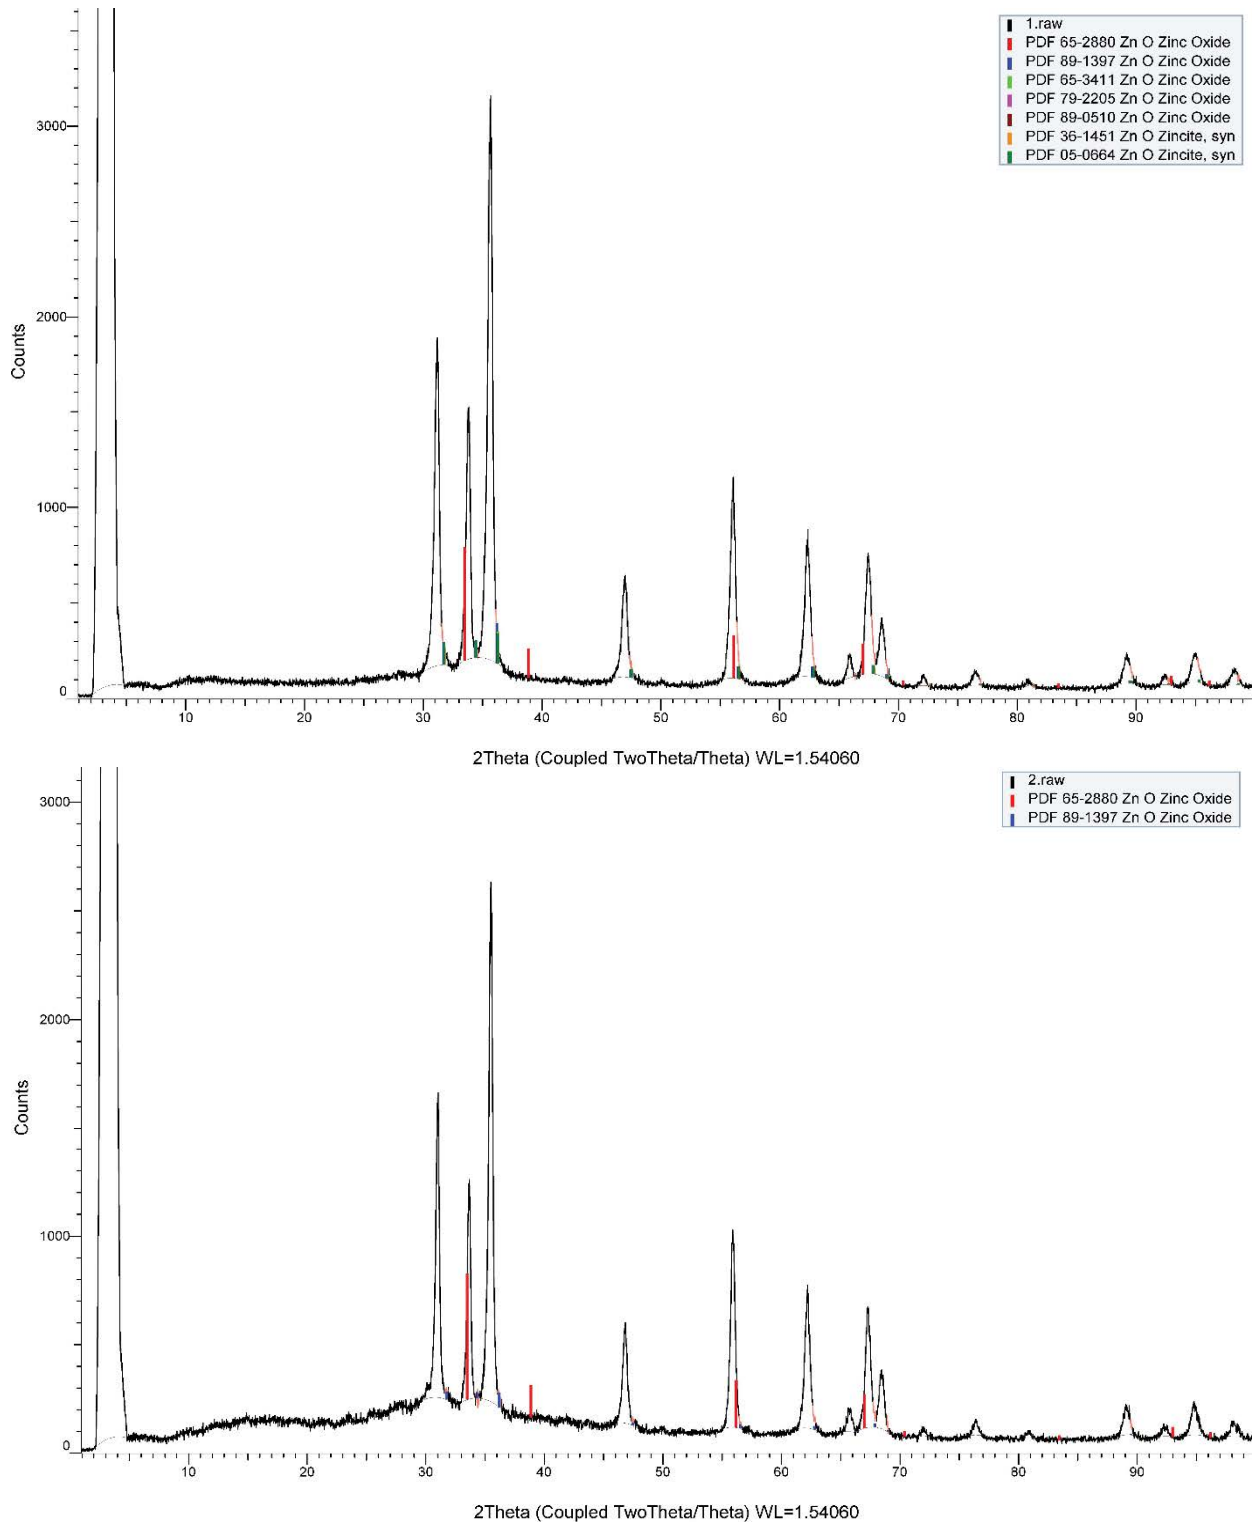 1.raw
PDF 65-2880 Zn O Zinc Oxide
PDF 89-1397 Zn O Zinc Oxide
PDF 65-3411 Zn O Zinc Oxide
PDF 79-2205 Zn O Zinc Oxide
PDF 89-0510 Zn O Zinc Oxide
PDF 36-1451 Zn O Zincite, syn
PDF 05-0664 Zn O Zincite, syn
3000
2000
Counts
1000
0
10 20 30 40 50 60 70 80 90
2Theta (Coupled TwoTheta/Theta) WL=1.54060
2.raw
PDF 65-2880 Zn O Zinc Oxide
PDF 89-1397 Zn O Zinc Oxide
3000
2000
Counts
1000
0
10 20 30 40 50 60 70 80 90
2Theta (Coupled TwoTheta/Theta) WL=1.54060